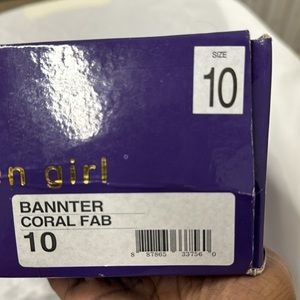 SIZE
10
n girl
BANNTER
CORAL FAB
10
8 87865 33756 0